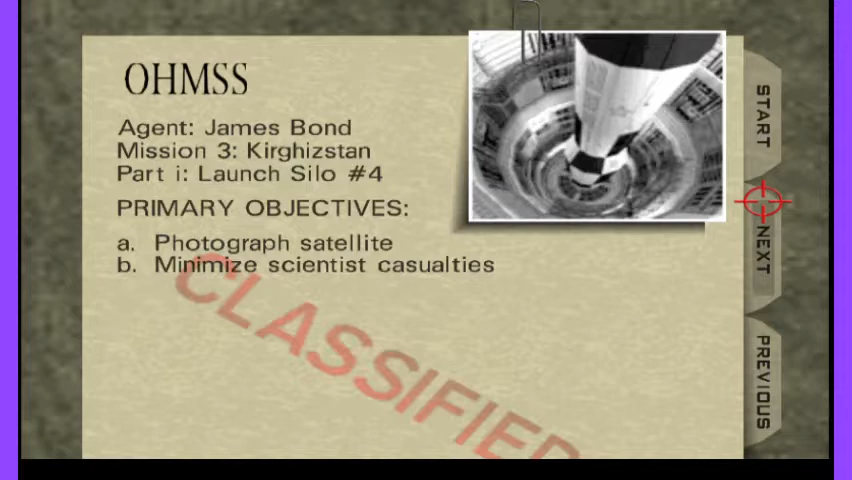 OHMSS
Agent: James Bond
Mission 3: Kirghizstan
Part i: Launch Silo #4
PRIMARY OBJECTIVES:
a. Photograph satellite
b. Minimize scientist casualties
CLASSIFIED
START
NEXT
PREVIOUS